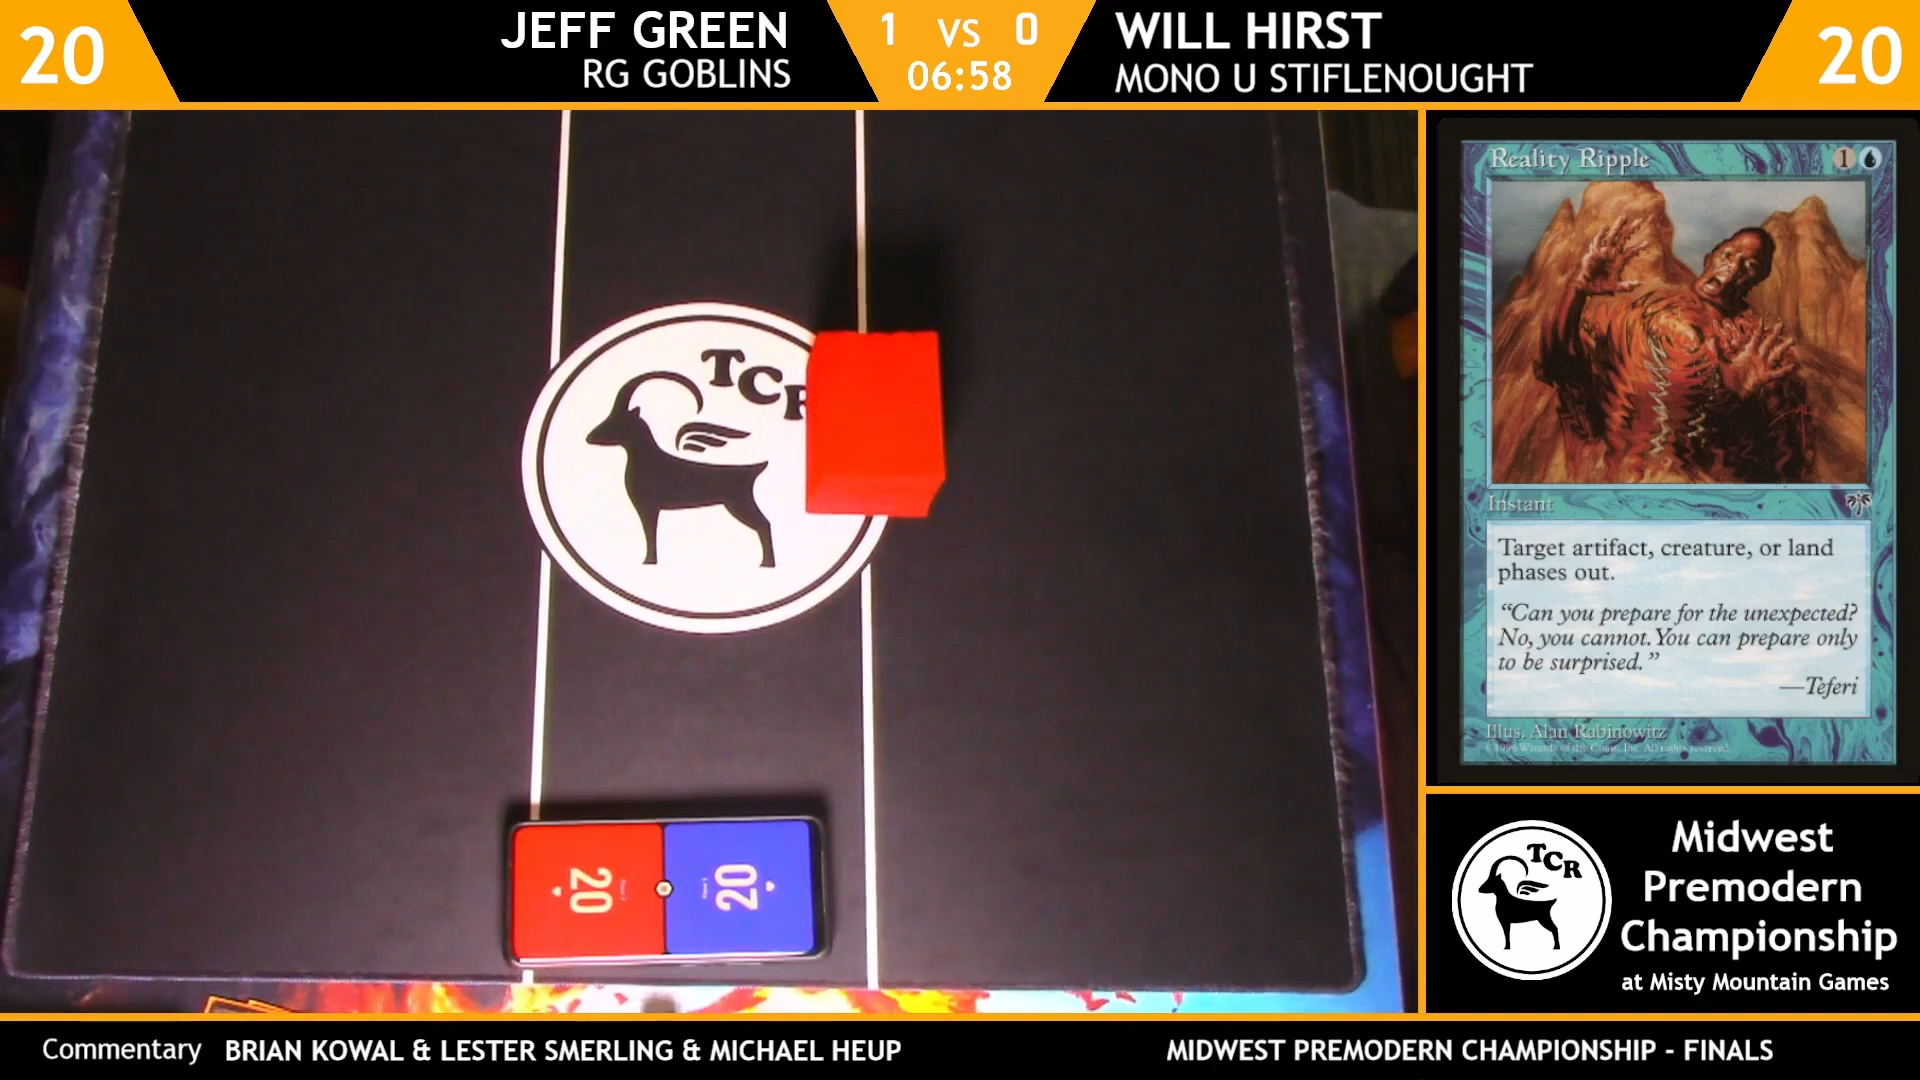 20
JEFF GREEN
RG GOBLINS
1 VS 0
06:58
WILL HIRST
MONO U STIFLENOUGHT
20
TCR
20
20
Reality Ripple
1
Instant
Target artifact, creature, or land
phases out.
“Can you prepare for the unexpected?
No, you cannot. You can prepare only
to be surprised.”
—Teferi
Illus. Alan Rabinowitz
TCR
Midwest
Premodern
Championship
at Misty Mountain Games
Commentary BRIAN KOWAL & LESTER SMERLING & MICHAEL HEUP
MIDWEST PREMODERN CHAMPIONSHIP - FINALS